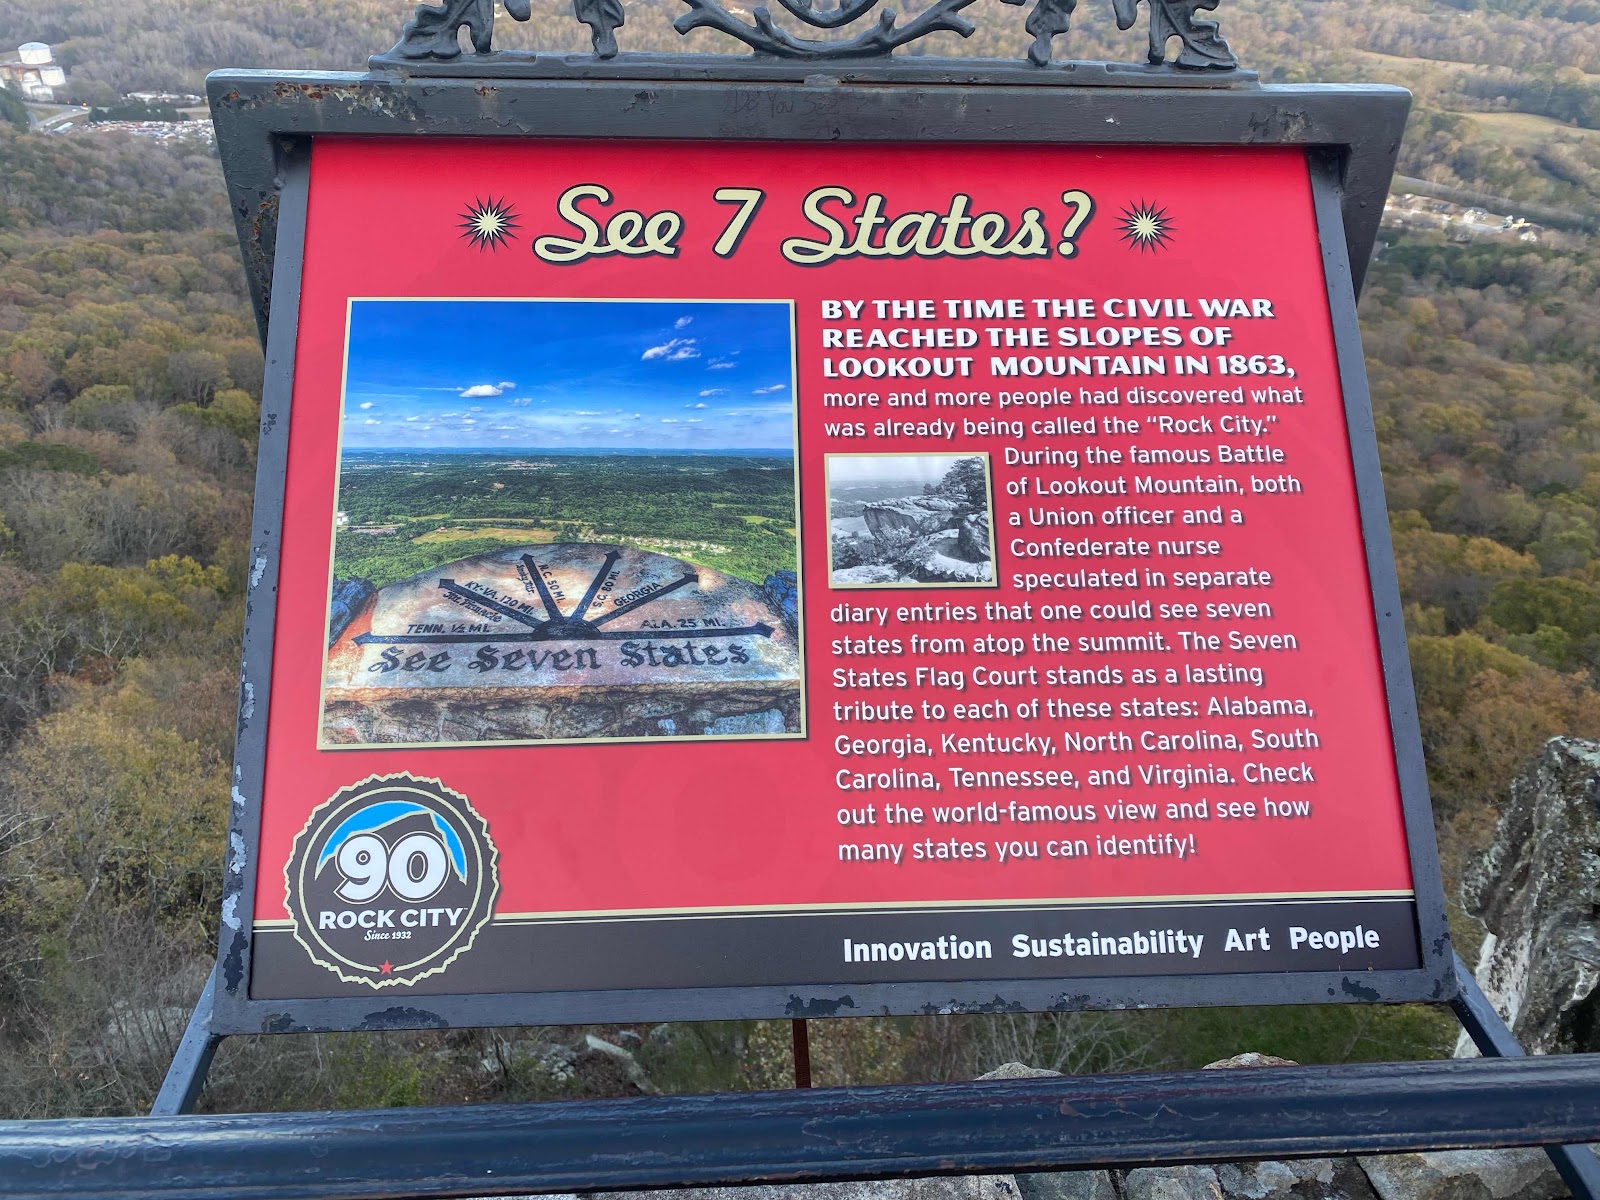 See 7 States?
BY THE TIME THE CIVIL WAR
REACHED THE SLOPES OF
LOOKOUT MOUNTAIN IN 1863,
more and more people had discovered what
was already being called the “Rock City.”
During the famous Battle
of Lookout Mountain, both
a Union officer and a
Confederate nurse
speculated in separate
diary entries that one could see seven
states from atop the summit. The Seven
States Flag Court stands as a lasting
tribute to each of these states: Alabama,
Georgia, Kentucky, North Carolina, South
Carolina, Tennessee, and Virginia. Check
out the world-famous view and see how
many states you can identify!
TENN. ½ MI.
KY-VA. 120 MI.
Mt. Pinnacle
N.C. 50 MI.
S.C. 80 MI.
GEORGIA
ALA. 25 MI.
See Seven States
90
ROCK CITY
Since 1932
Innovation Sustainability Art People